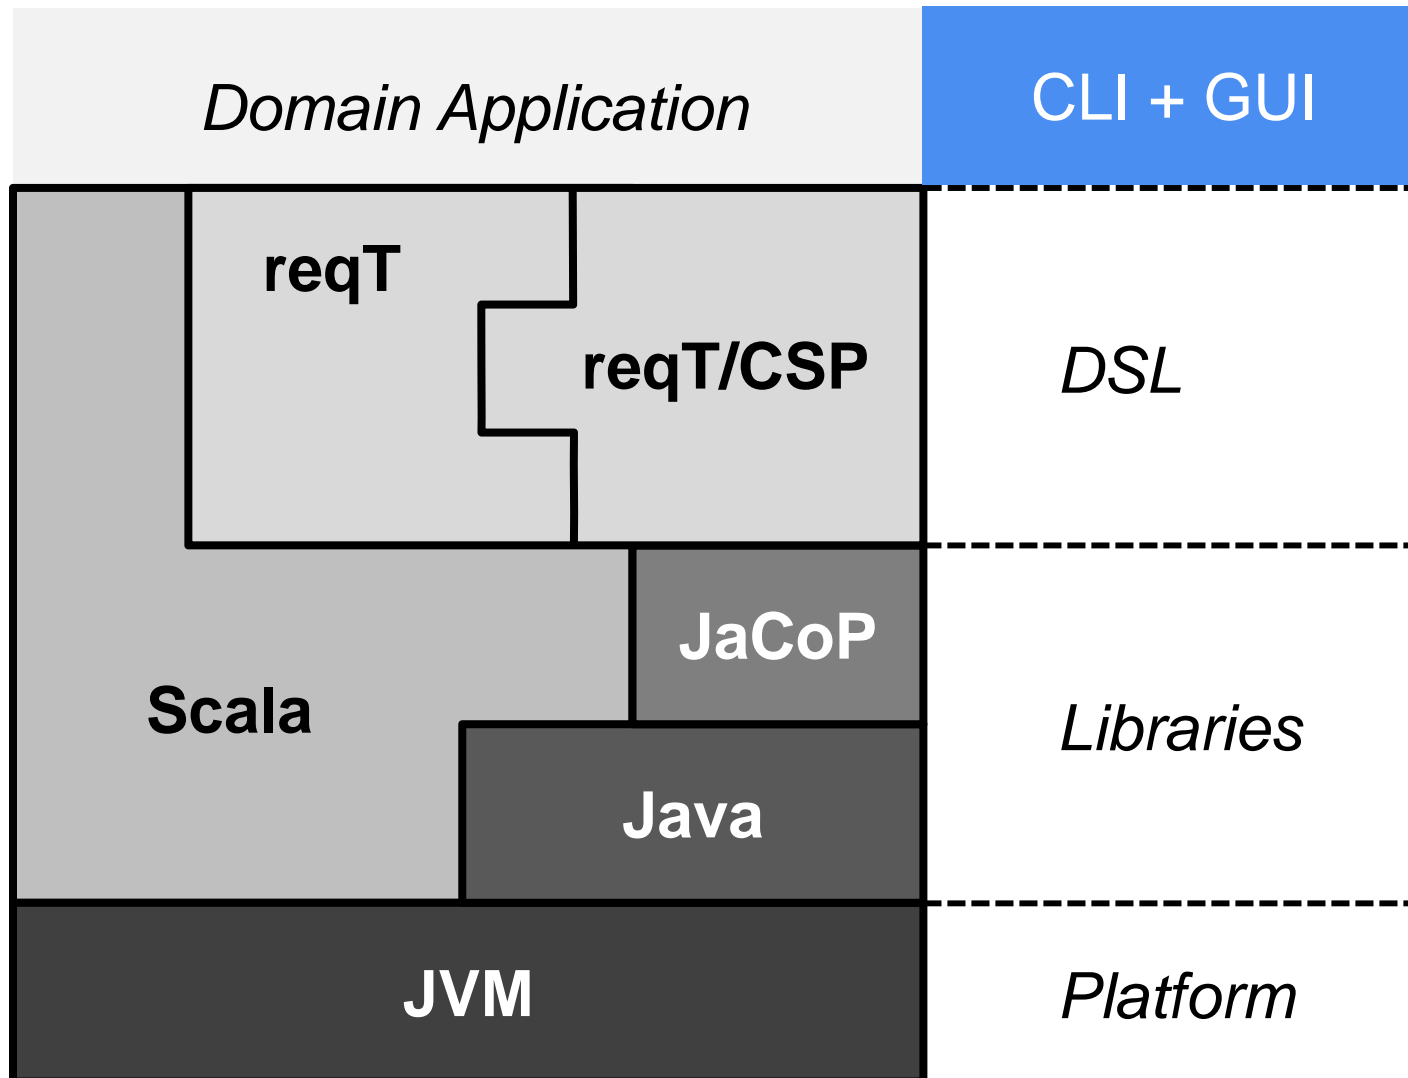 Domain Application
CLI + GUI
reqT
reqT/CSP
DSL
JaCoP
Scala
Libraries
Java
JVM
Platform